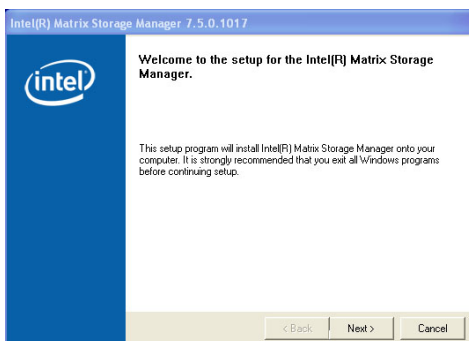 Intel(R) Matrix Storage Manager 7.5.0.1017
intel
Welcome to the setup for the Intel(R) Matrix Storage
Manager.
This setup program will install Intel(R) Matrix Storage Manager onto your
computer. It is strongly recommended that you exit all Windows programs
before continuing setup.
< Back Next > Cancel